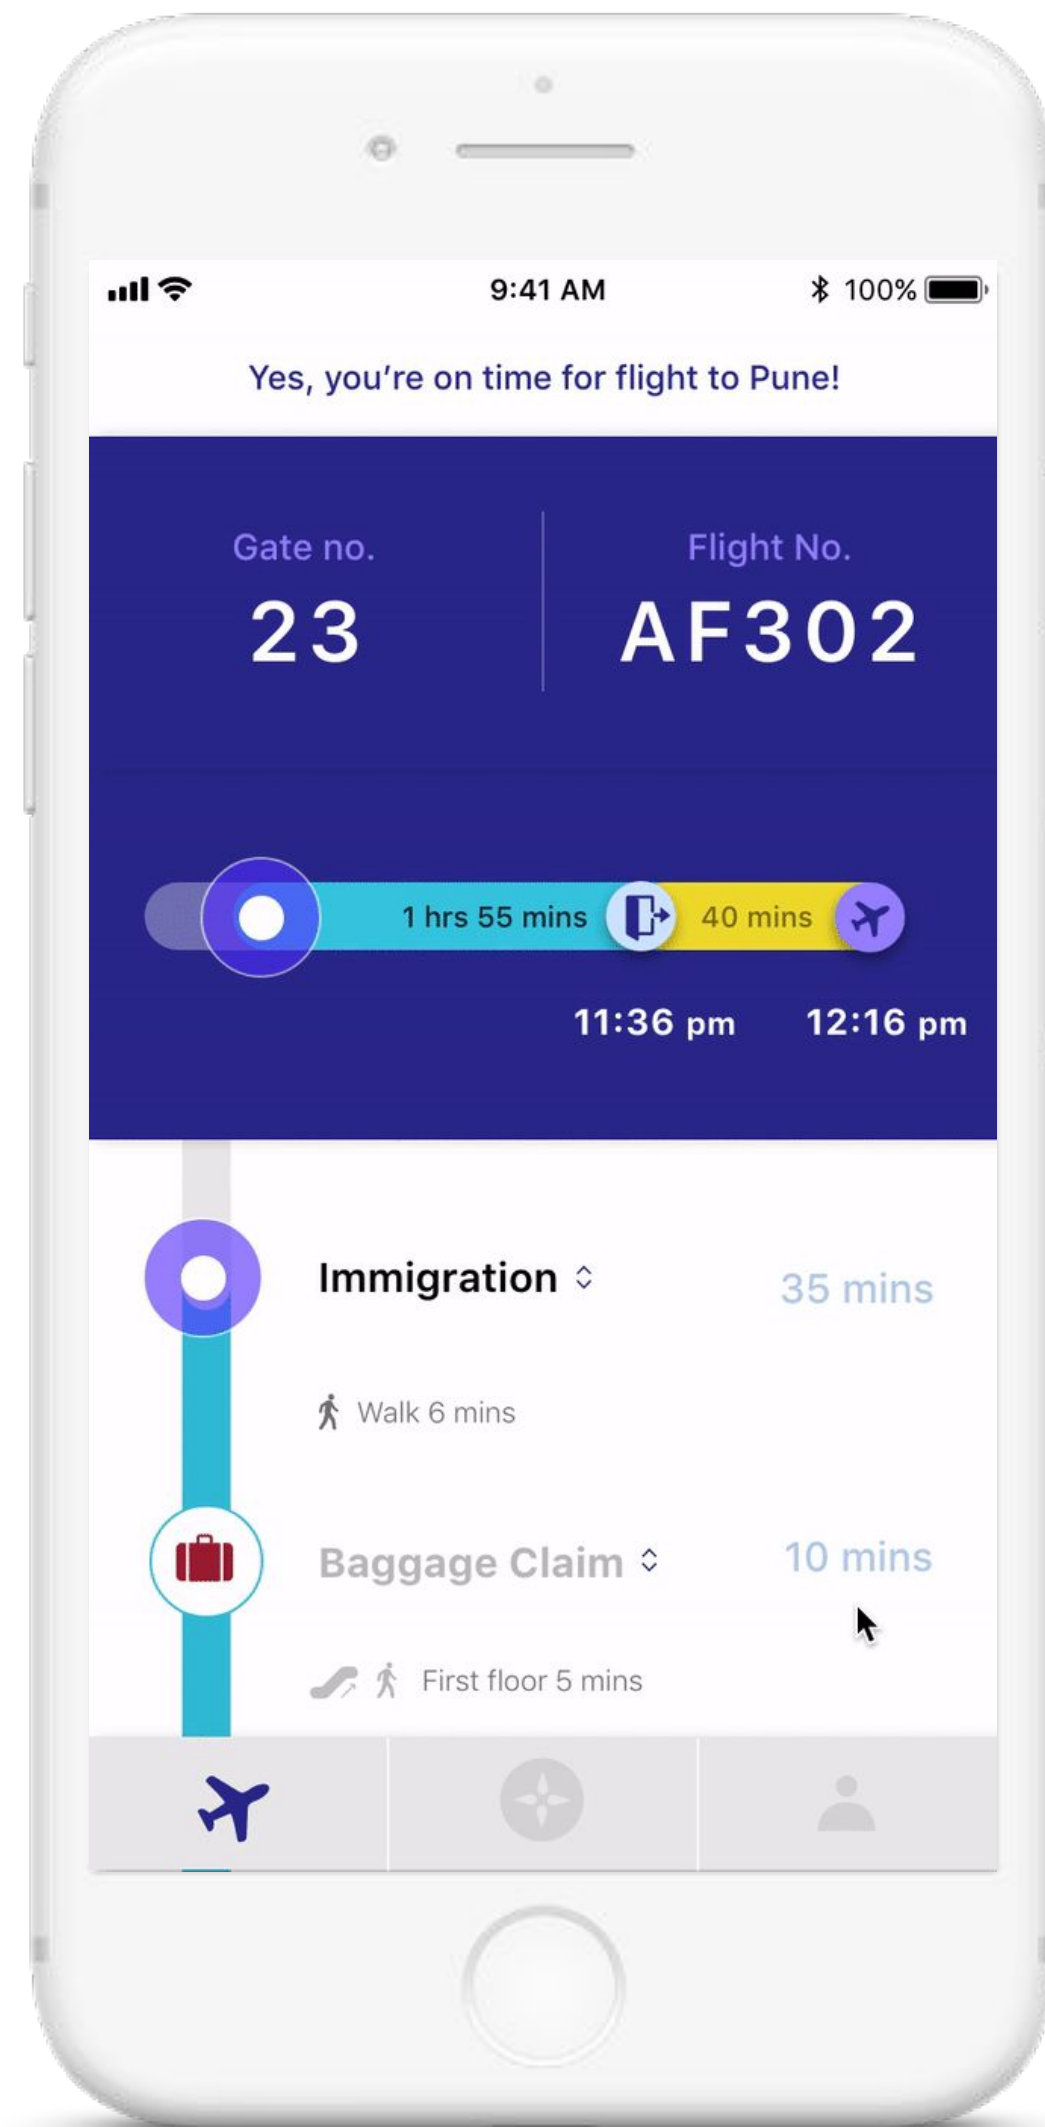 9:41 AM 100%
Yes, you're on time for flight to Pune!
Gate no. Flight No.
23 AF302
1 hrs 55 mins 40 mins
11:36 pm 12:16 pm
Immigration 35 mins
Walk 6 mins
Baggage Claim 10 mins
First floor 5 mins